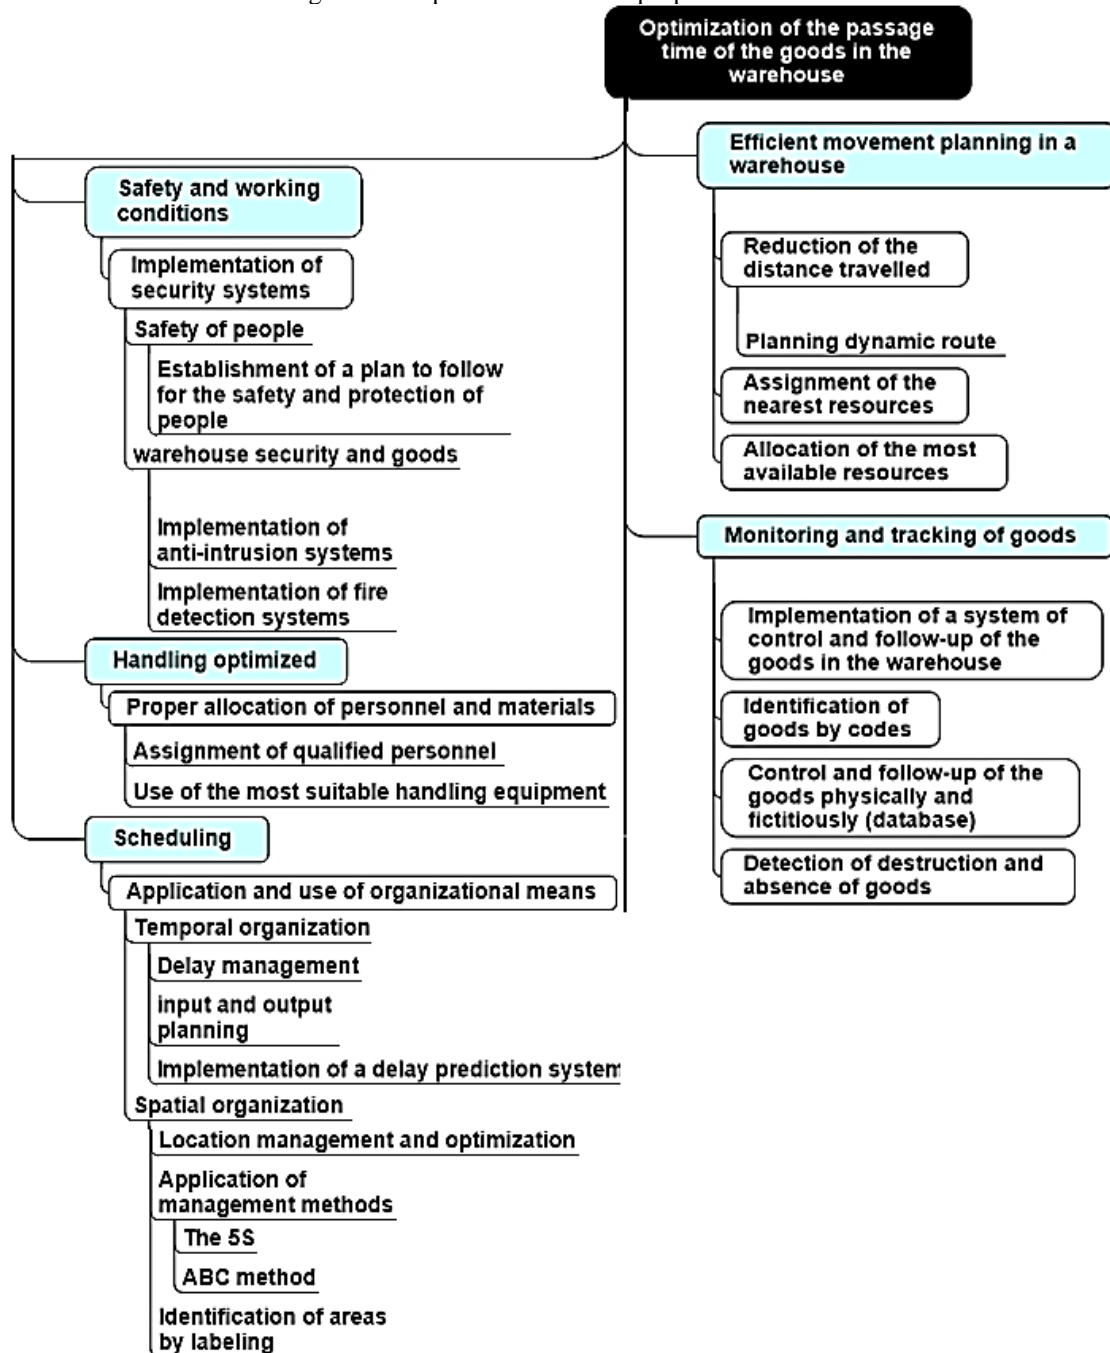 Optimization of the passage
time of the goods in the
warehouse
Safety and working
conditions
Implementation of
security systems
Safety of people
Establishment of a plan to follow
for the safety and protection of
people
warehouse security and goods
Implementation of
anti-intrusion systems
Implementation of fire
detection systems
Handling optimized
Proper allocation of personnel and materials
Assignment of qualified personnel
Use of the most suitable handling equipment
Scheduling
Application and use of organizational means
Temporal organization
Delay management
input and output
planning
Implementation of a delay prediction system
Spatial organization
Location management and optimization
Application of
management methods
The 5S
ABC method
Identification of areas
by labeling
Efficient movement planning in a
warehouse
Reduction of the
distance travelled
Planning dynamic route
Assignment of the
nearest resources
Allocation of the most
available resources
Monitoring and tracking of goods
Implementation of a system of
control and follow-up of the
goods in the warehouse
Identification of
goods by codes
Control and follow-up of the
goods physically and
fictitiously (database)
Detection of destruction and
absence of goods